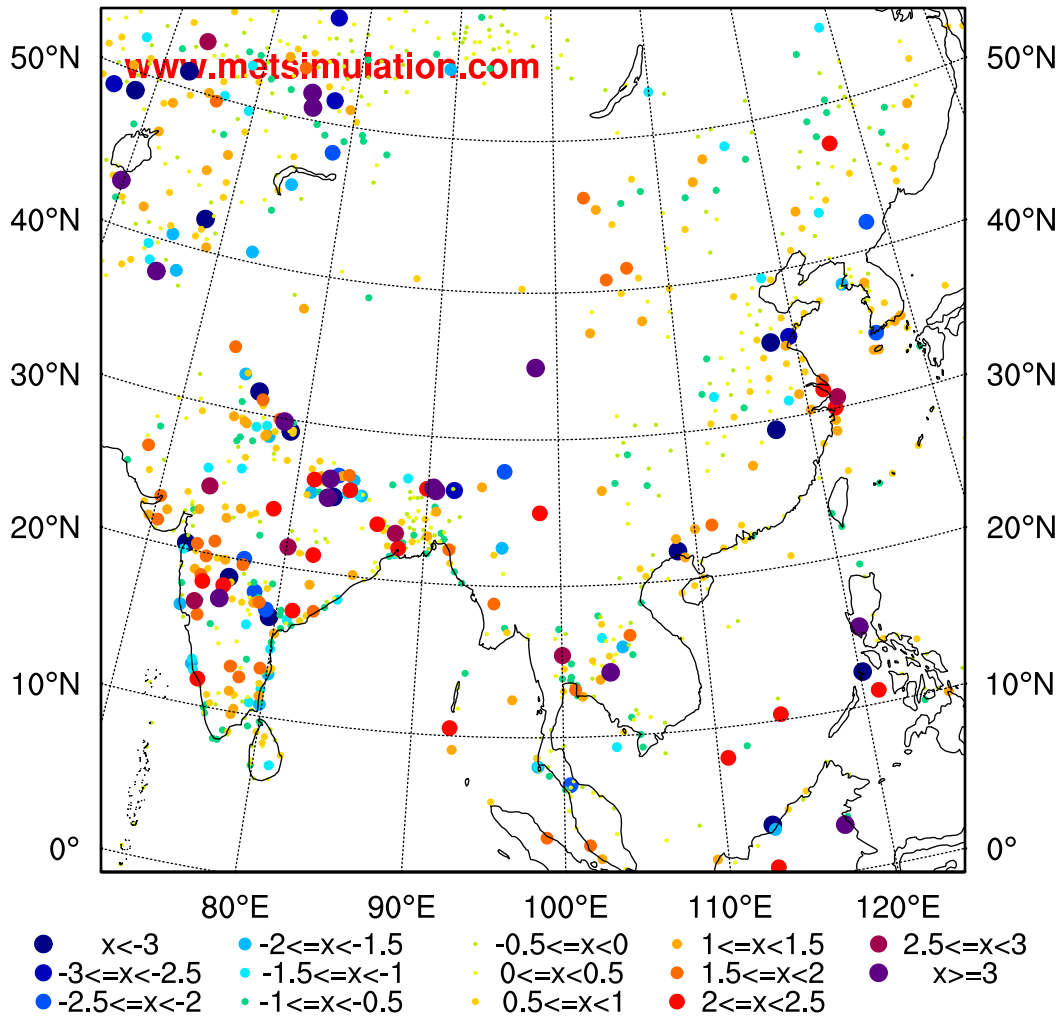 50°N 50°N
www.metsimulation.com
40°N 40°N
30°N 30°N
20°N 20°N
10°N 10°N
0° 0°
80°E 90°E 100°E 110°E 120°E
x<-3 -2<=x<-1.5 -0.5<=x<0 1<=x<1.5 2.5<=x<3
-3<=x<-2.5 -1.5<=x<-1 0<=x<0.5 1.5<=x<2 x>=3
-2.5<=x<-2 -1<=x<-0.5 0.5<=x<1 2<=x<2.5